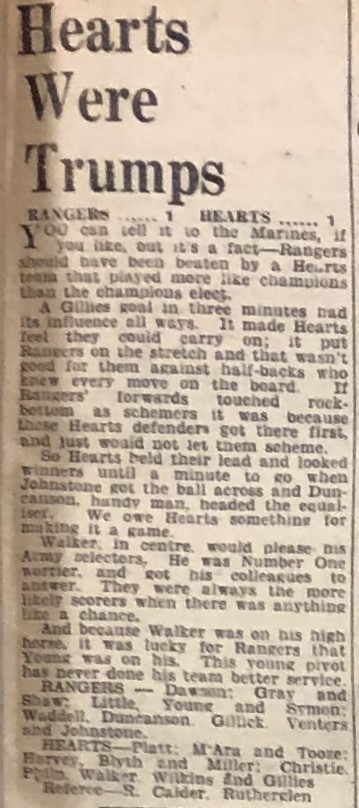 Hearts
Were
Trumps
RANGERS ...... 1 HEARTS ...... 1
YOU can tell it to the Marines, if
you like, but it's a fact—Rangers
should have been beaten by a Hearts
team that played more like champions
than the champions elect.
A Gillies goal in three minutes had
its influence all ways. It made Hearts
feel they could carry on; it put
Rangers on the stretch and that wasn't
good for them against half-backs who
knew every move on the board. If
Rangers' forwards touched rock-
bottom as schemers it was because
these Hearts defenders got there first,
and just would not let them scheme.
So Hearts held their lead and looked
winners until a minute to go when
Johnstone got the ball across and Dun-
canson, handy man, headed the equal-
iser. We owe Hearts something for
making it a game.
Walker, in centre, would please his
Army selectors. He was Number One
worrier, and got his colleagues to
answer. They were always the more
likely scorers when there was anything
like a chance.
And because Walker was on his high
horse, it was lucky for Rangers that
Young was on his. This young pivot
has never done his team better service.
RANGERS — Dawson; Gray and
Shaw; Little, Young and Symon;
Waddell, Duncanson, Gillick, Venters
and Johnstone.
HEARTS—Platt; M'Ara and Tooze;
Harvey, Blyth and Miller; Christie,
Philp, Walker, Wilkins and Gillies
Referee—R. Calder, Rutherglen